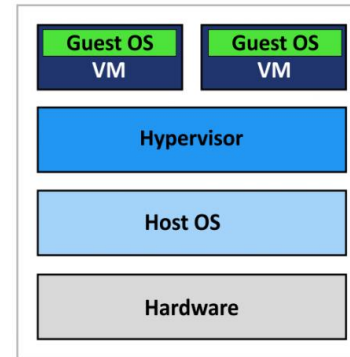 Guest OS Guest OS
VM VM
Hypervisor
Host OS
Hardware